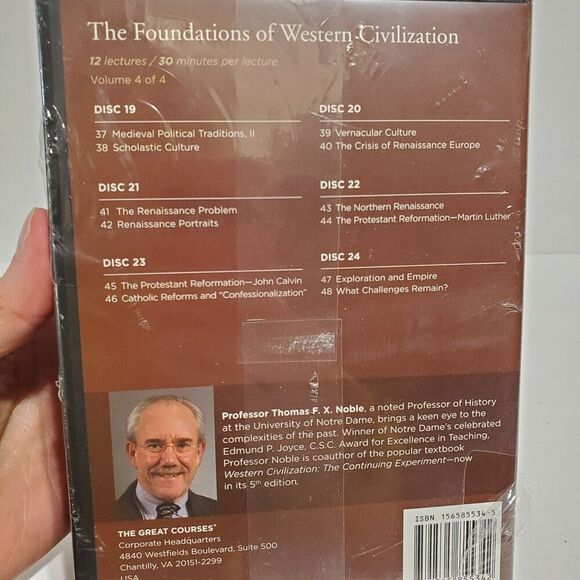 The Foundations of Western Civilization
12 lectures / 30 minutes per lecture
Volume 4 of 4
DISC 19
37 Medieval Political Traditions, II
38 Scholastic Culture
DISC 20
39 Vernacular Culture
40 The Crisis of Renaissance Europe
DISC 21
41 The Renaissance Problem
42 Renaissance Portraits
DISC 22
43 The Northern Renaissance
44 The Protestant Reformation—Martin Luther
DISC 23
45 The Protestant Reformation—John Calvin
46 Catholic Reforms and “Confessionalization”
DISC 24
47 Exploration and Empire
48 What Challenges Remain?
Professor Thomas F. X. Noble, a noted Professor of History
at the University of Notre Dame, brings a keen eye to the
complexities of the past. Winner of Notre Dame's celebrated
Edmund P. Joyce, C.S.C. Award for Excellence in Teaching,
Professor Noble is coauthor of the popular textbook
Western Civilization: The Continuing Experiment—now
in its 5th edition.
THE GREAT COURSES®
Corporate Headquarters
4840 Westfields Boulevard, Suite 500
Chantilly, VA 20151-2299
USA
ISBN 156585534-5